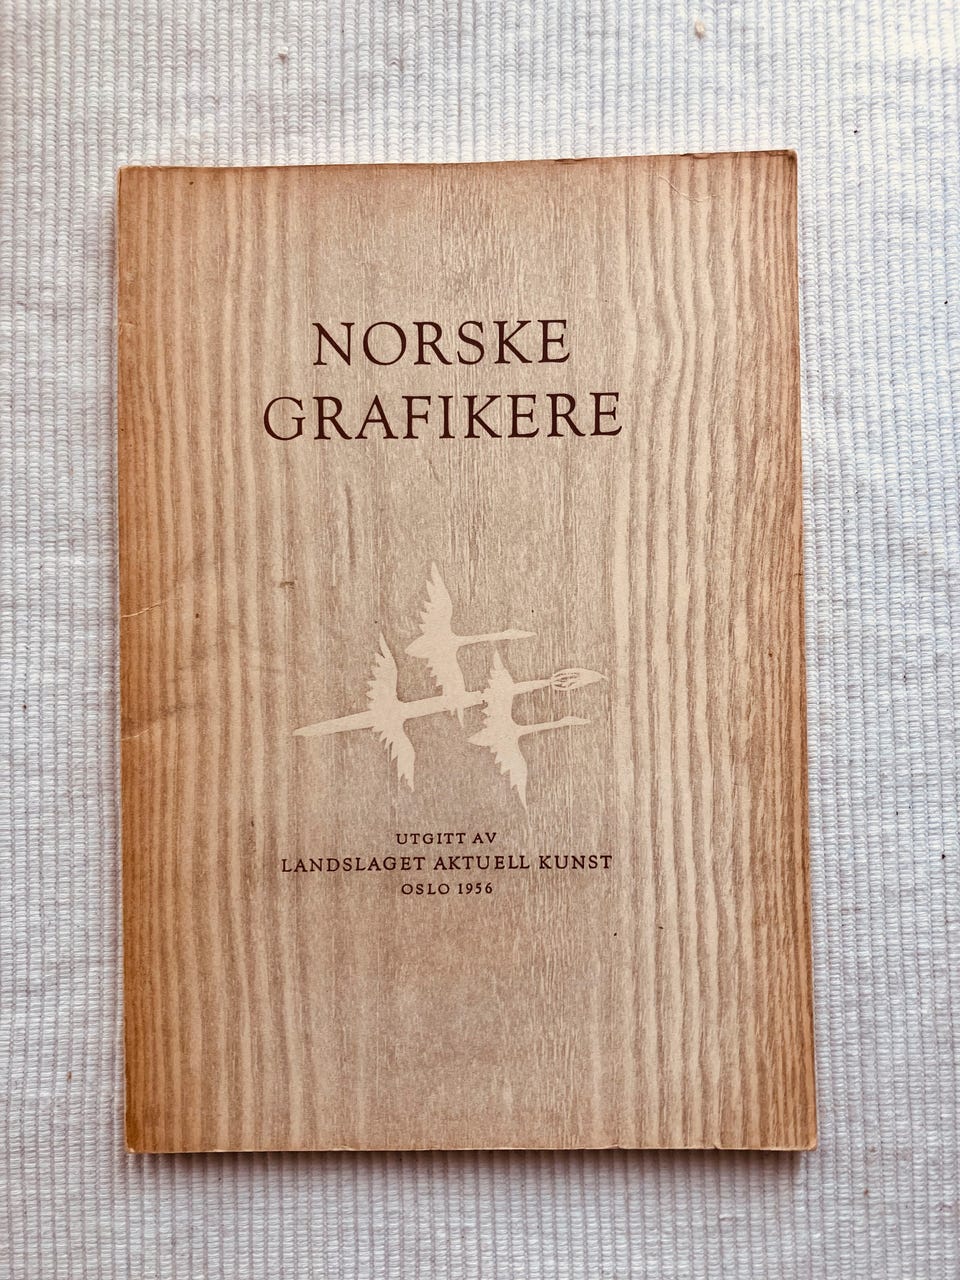 NORSKE
GRAFIKERE
UTGITT AV
LANDSLAGET AKTUELL KUNST
OSLO 1956